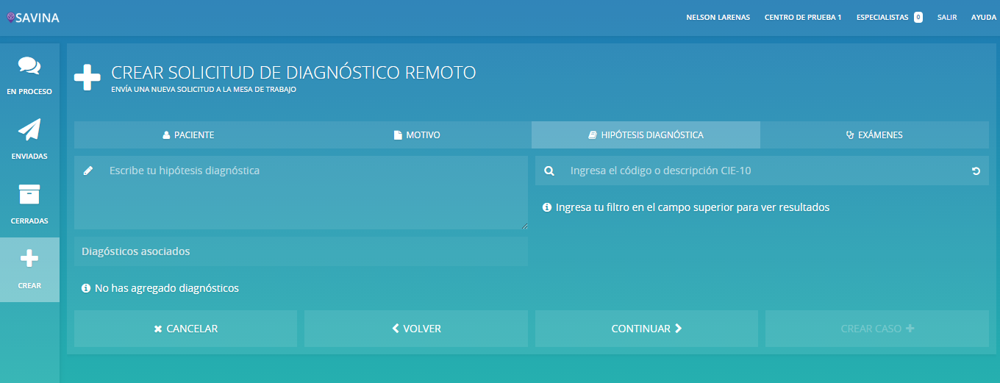 SAVINA
NELSON LARENAS CENTRO DE PRUEBA 1 ESPECIALISTAS 0 SALIR AYUDA
EN PROCESO
ENVIADAS
CERRADAS
CREAR
CREAR SOLICITUD DE DIAGNÓSTICO REMOTO
ENVÍA UNA NUEVA SOLICITUD A LA MESA DE TRABAJO
PACIENTE MOTIVO HIPÓTESIS DIAGNÓSTICA EXÁMENES
Escribe tu hipótesis diagnóstica
Ingresa el código o descripción CIE-10
Ingresa tu filtro en el campo superior para ver resultados
Diagósticos asociados
No has agregado diagnósticos
CANCELAR VOLVER CONTINUAR CREAR CASO